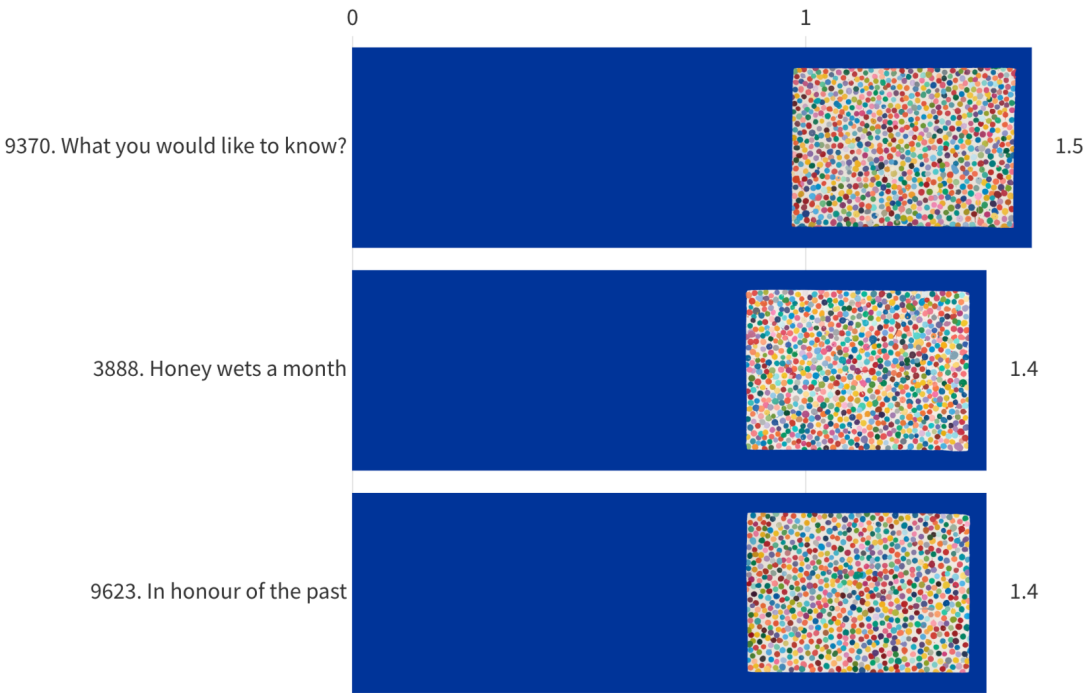 0 1
9370. What you would like to know? 1.5
3888. Honey wets a month 1.4
9623. In honour of the past 1.4